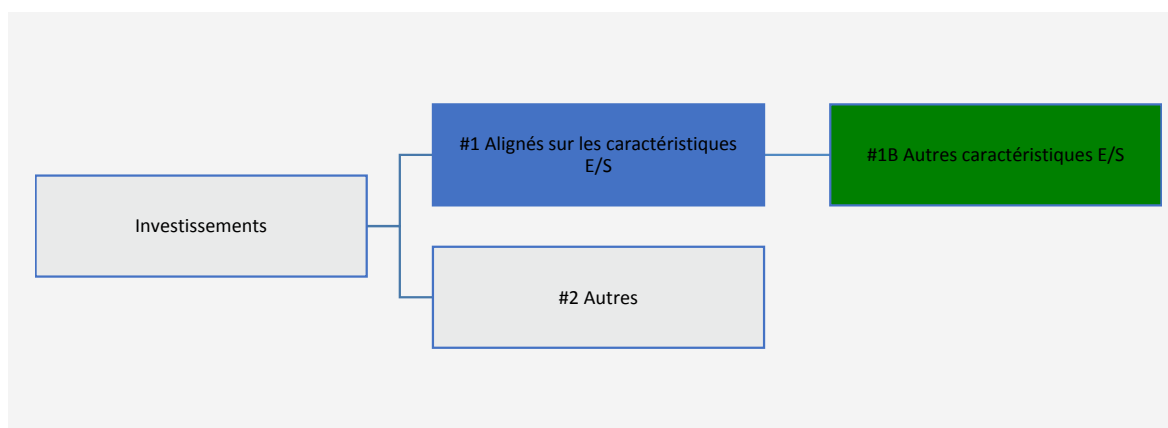 #1 Alignés sur les caractéristiques
E/S
#1B Autres caractéristiques E/S
Investissements
#2 Autres